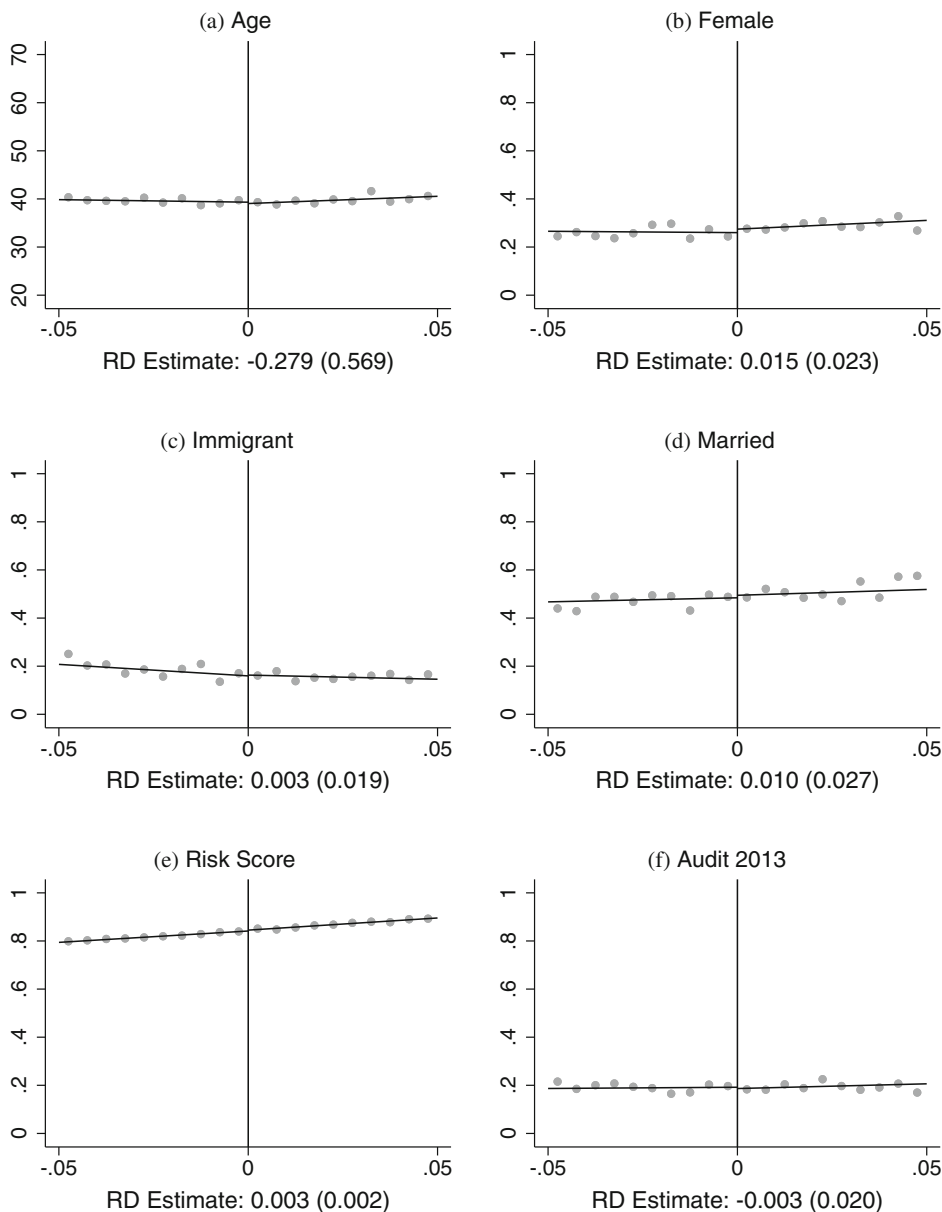 (a) Age
70
60
50
40
30
20
-.05 0 .05
RD Estimate: -0.279 (0.569)
(b) Female
1
.8
.6
.4
.2
0
-.05 0 .05
RD Estimate: 0.015 (0.023)
(c) Immigrant
1
.8
.6
.4
.2
0
-.05 0 .05
RD Estimate: 0.003 (0.019)
(d) Married
1
.8
.6
.4
.2
0
-.05 0 .05
RD Estimate: 0.010 (0.027)
(e) Risk Score
1
.8
.6
.4
.2
0
-.05 0 .05
RD Estimate: 0.003 (0.002)
(f) Audit 2013
1
.8
.6
.4
.2
0
-.05 0 .05
RD Estimate: -0.003 (0.020)